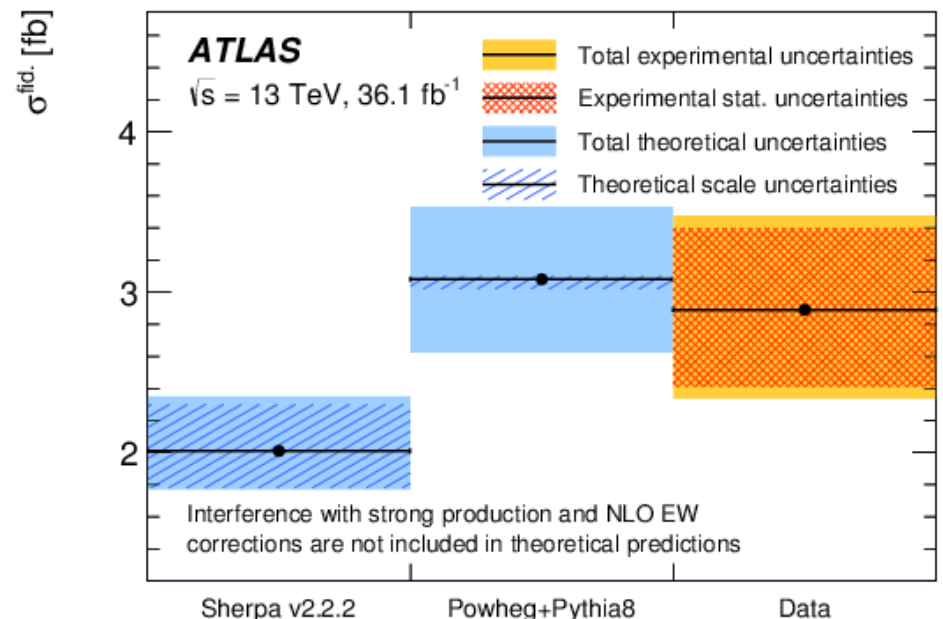 σfid. [fb]
ATLAS
√s = 13 TeV, 36.1 fb-1
Total experimental uncertainties
Experimental stat. uncertainties
Total theoretical uncertainties
Theoretical scale uncertainties
4
3
2
Interference with strong production and NLO EW
corrections are not included in theoretical predictions
Sherpa v2.2.2
Powheg+Pythia8
Data